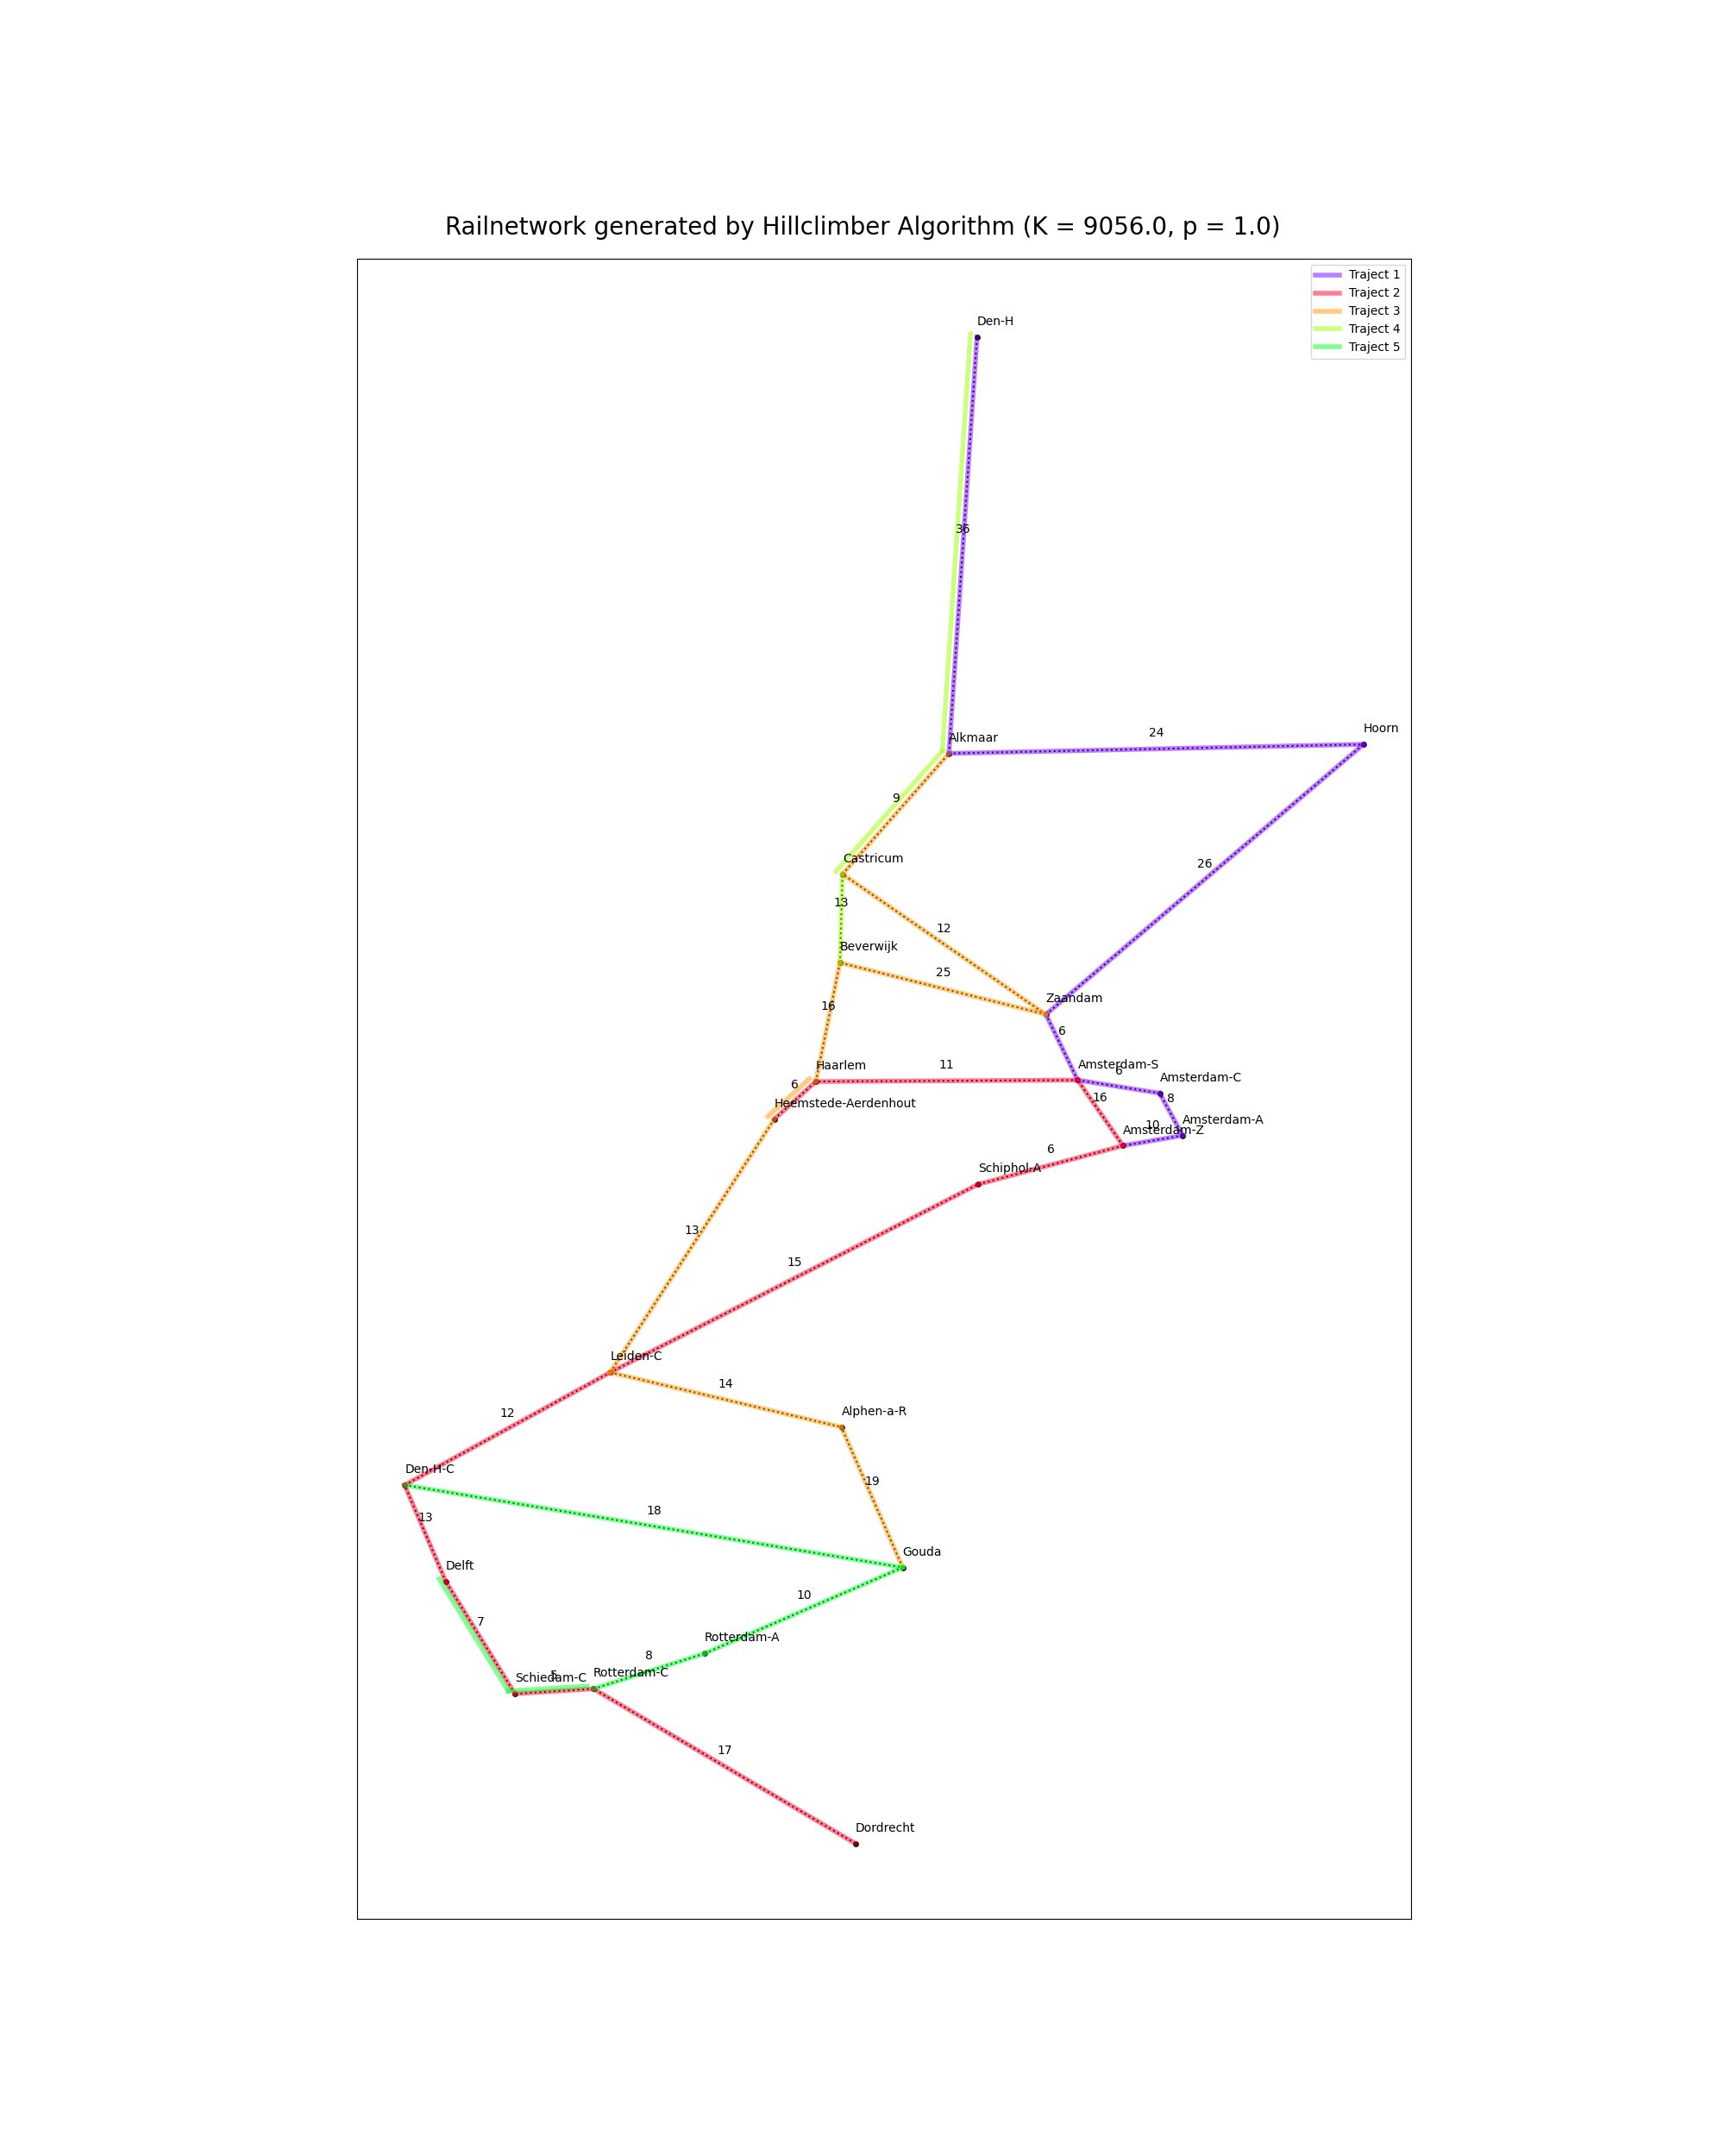 Railnetwork generated by Hillclimber Algorithm (K = 9056.0, p = 1.0)
Traject 1
Traject 2
Traject 3
Traject 4
Traject 5
Den-H
36
Hoorn
24
Alkmaar
9
Castricum
26
13
12
Beverwijk
25
Zaandam
16
6
Haarlem
11
Amsterdam-S
6
Amsterdam-C
6
16
8
Heemstede-Aerdenhout
Amsterdam-A
10
Amsterdam-Z
6
Schiphol-A
13
15
Leiden-C
14
12
Alphen-a-R
Den-H-C
19
18
13
Gouda
Delft
10
7
Rotterdam-A
8
Schiedam-C
5
Rotterdam-C
17
Dordrecht